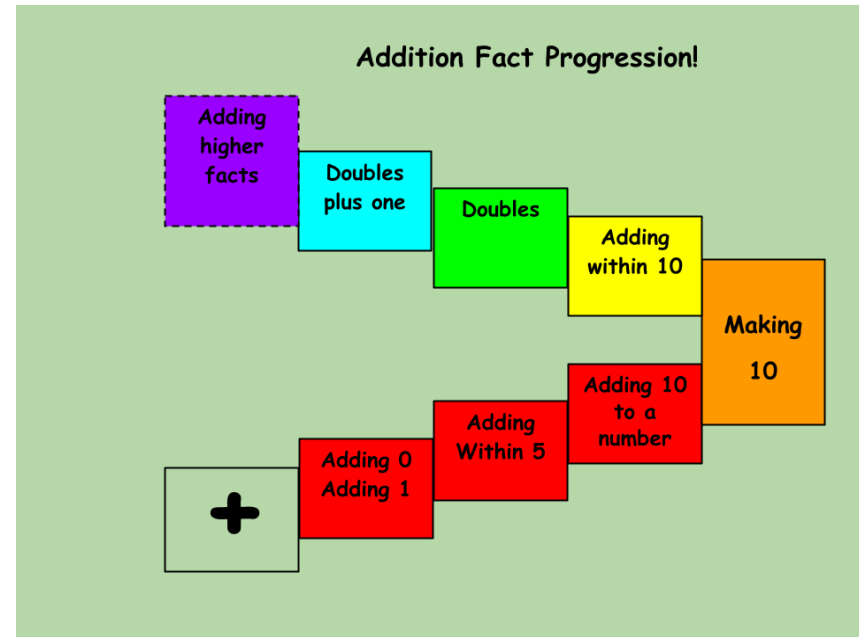 Addition Fact Progression!
Adding
higher
facts
Doubles
plus one
Doubles
Adding
within 10
Making
10
Adding 10
to a
number
Adding
Within 5
Adding 0
Adding 1
+